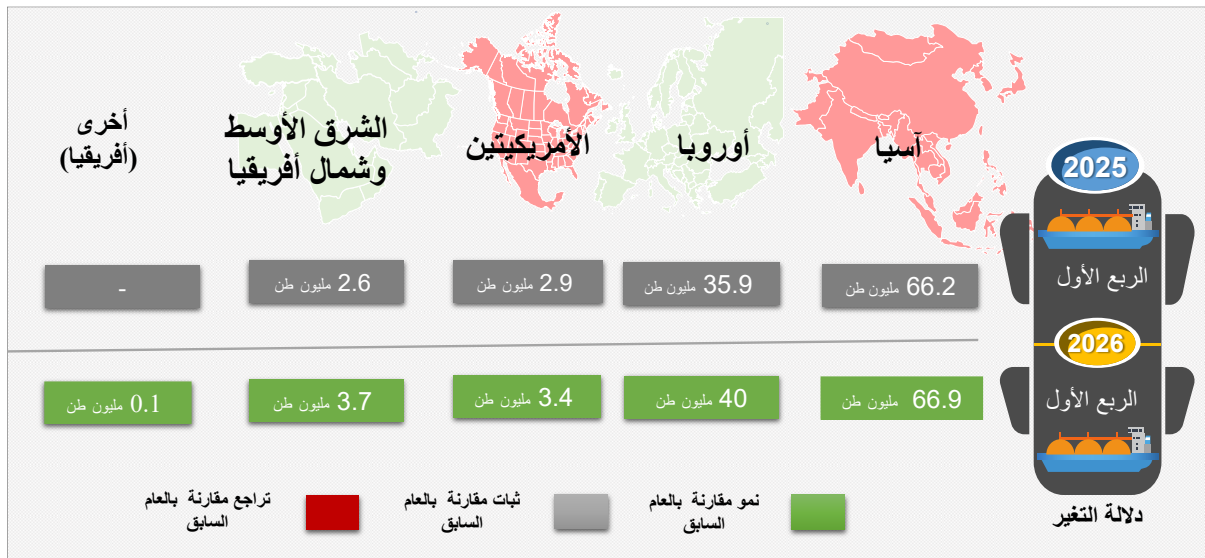 آسيا
أوروبا
الأمريكيتين
الشرق الأوسط
وشمال أفريقيا
أخرى
(أفريقيا)
2025
الربع الأول
66.2 مليون طن
35.9 مليون طن
2.9 مليون طن
2.6 مليون طن
-
2026
الربع الأول
66.9 مليون طن
40 مليون طن
3.4 مليون طن
3.7 مليون طن
0.1 مليون طن
دلالة التغير
نمو مقارنة بالعام
السابق
ثبات مقارنة بالعام
السابق
تراجع مقارنة بالعام
السابق